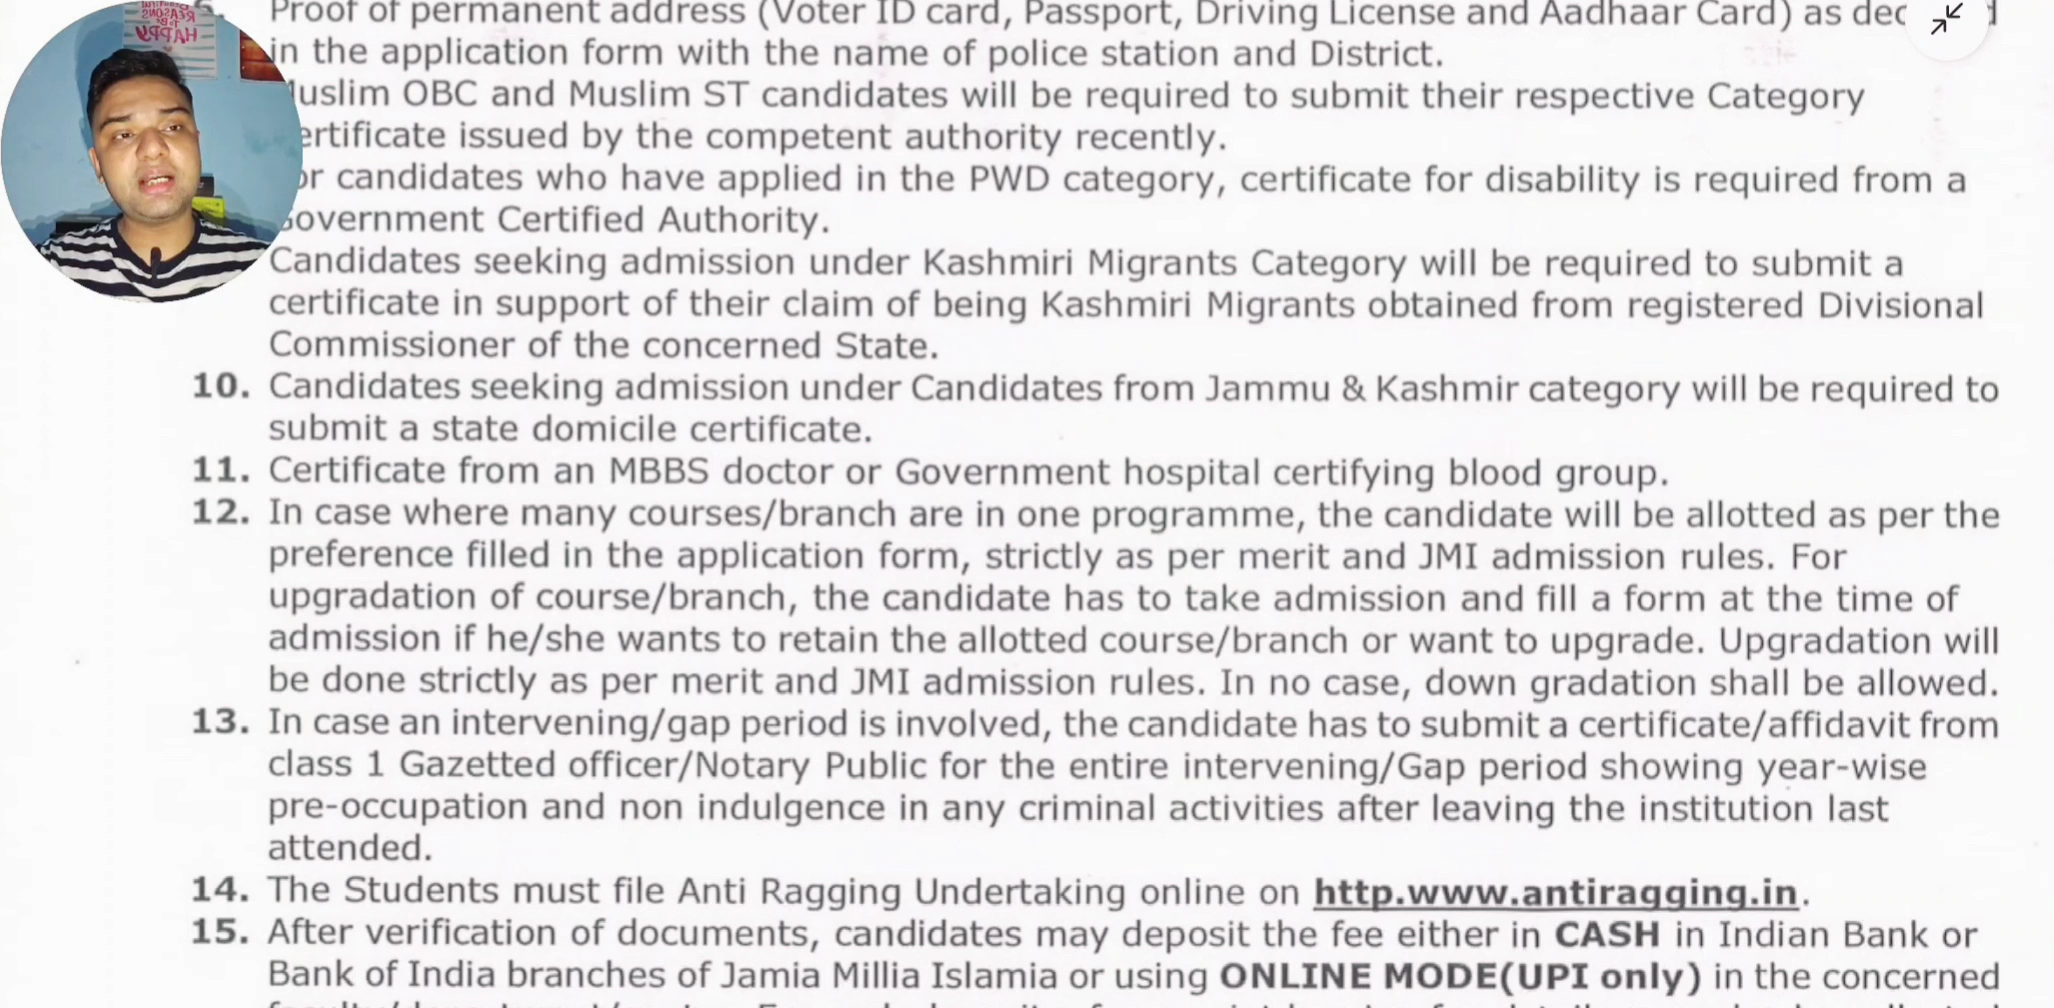 Proof of permanent address (Voter ID card, Passport, Driving License and Aadhaar Card) as
in the application form with the name of police station and District.
Muslim OBC and Muslim ST candidates will be required to submit their respective Category
ertificate issued by the competent authority recently.
or candidates who have applied in the PWD category, certificate for disability is required from a
overnment Certified Authority.
Candidates seeking admission under Kashmiri Migrants Category will be required to submit a
certificate in support of their claim of being Kashmiri Migrants obtained from registered Divisional
Commissioner of the concerned State.
10. Candidates seeking admission under Candidates from Jammu & Kashmir category will be required to
submit a state domicile certificate.
11. Certificate from an MBBS doctor or Government hospital certifying blood group.
12. In case where many courses/branch are in one programme, the candidate will be allotted as per the
preference filled in the application form, strictly as per merit and JMI admission rules. For
upgradation of course/branch, the candidate has to take admission and fill a form at the time of
admission if he/she wants to retain the allotted course/branch or want to upgrade. Upgradation will
be done strictly as per merit and JMI admission rules. In no case, down gradation shall be allowed.
13. In case an intervening/gap period is involved, the candidate has to submit a certificate/affidavit from
class 1 Gazetted officer/Notary Public for the entire intervening/Gap period showing year-wise
pre-occupation and non indulgence in any criminal activities after leaving the institution last
attended.
14. The Students must file Anti Ragging Undertaking online on http.www.antiragging.in.
15. After verification of documents, candidates may deposit the fee either in CASH in Indian Bank or
Bank of India branches of Jamia Millia Islamia or using ONLINE MODE(UPI only) in the concerned
REASONS
TO BE
HAPPY